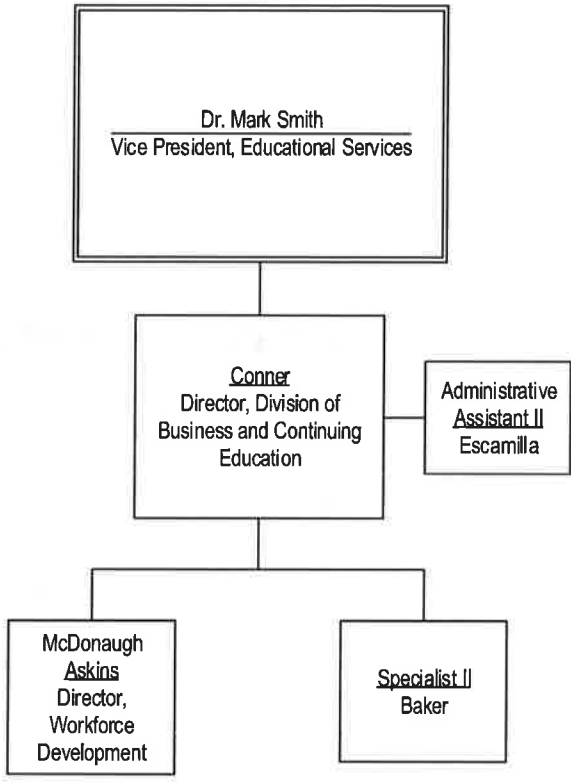 Dr. Mark Smith
Vice President, Educational Services
Conner
Director, Division of
Business and Continuing
Education
Administrative
Assistant II
Escamilla
McDonaugh
Askins
Director,
Workforce
Development
Specialist II
Baker